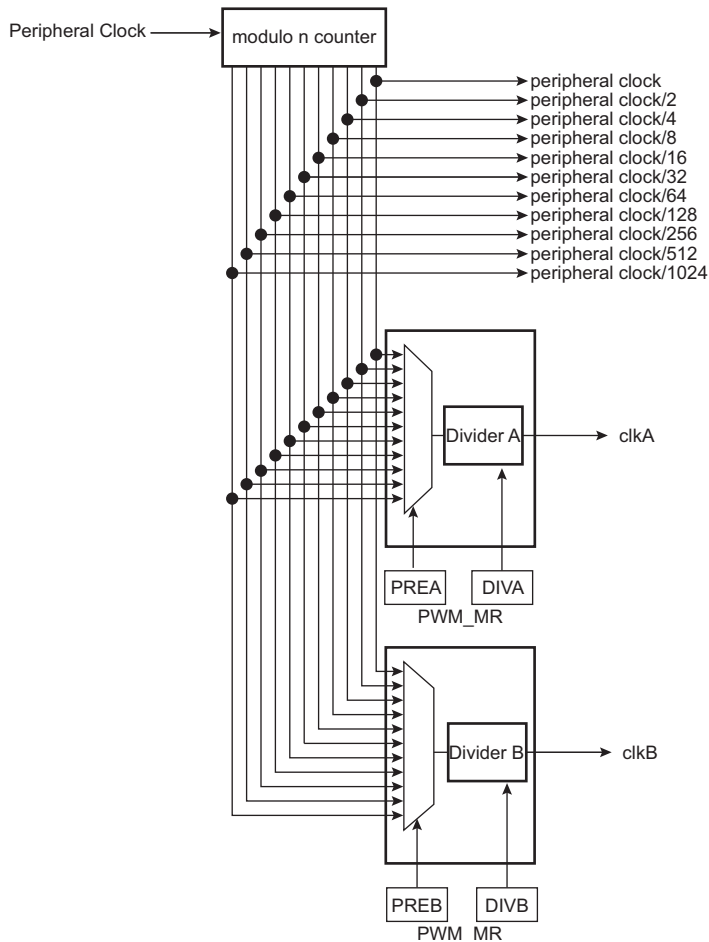 Peripheral Clock
modulo n counter
peripheral clock
peripheral clock/2
peripheral clock/4
peripheral clock/8
peripheral clock/16
peripheral clock/32
peripheral clock/64
peripheral clock/128
peripheral clock/256
peripheral clock/512
peripheral clock/1024
Divider A
clkA
PREA
DIVA
PWM_MR
Divider B
clkB
PREB
DIVB
PWM_MR